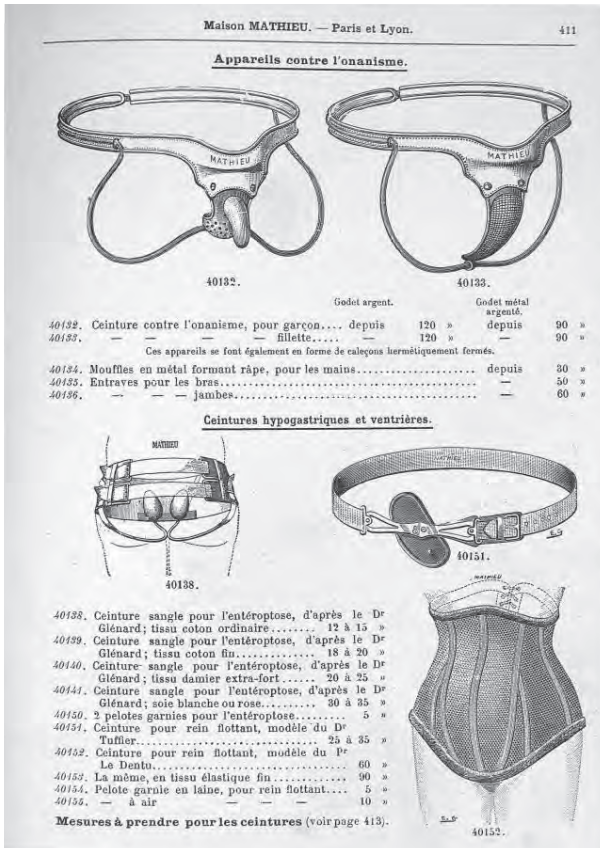 Maison MATHIEU. — Paris et Lyon. 411
Appareils contre l'onanisme.
MATHIEU
MATHIEU
40132. 40133.
Godet argent. Godet métal
argenté.
40132. Ceinture contre l'onanieme, pour garçon.... depuis 120 » depuis 90 »
40133. — — — — fillette..... — 120 » — 90 »
Ces appareils se font également en forme de caleçons hermétiquement fermés.
40134. Mouffles en métal formant râpe, pour les mains.................... depuis 30 »
40135. Entraves pour les bras............................................ — 50 »
40136. — — — jambes.......................................... — 60 »
Ceintures hypogastriques et ventrières.
MATHIEU
MATHIEU
40151.
40138.
MATHIEU
40138. Ceinture sangle pour l'entéroptose, d'après le Dr
Glénard; tissu coton ordinaire........ 12 à 15 »
40139. Ceinture sangle pour l'entéroptose, d'après le Dr
Glénard; tissu coton fin.............. 18 à 20 »
40140. Ceinture sangle pour l'entéroptose, d'après le Dr
Glénard; tissu damier extra-fort...... 20 à 25 »
40141. Ceinture sangle pour l'entéroptose, d'après le Dr
Glénard; soie blanche ou rose.......... 30 à 35 »
40150. 2 pelotes garnies pour l'entéroptose......... 5 »
40151. Ceinture pour rein flottant, modèle du Dr
Tuffier............................... 25 à 35 »
40152. Ceinture pour rein flottant, modèle du Pr
Le Dentu................................. 60 »
40153. La même, en tissu élastique fin............. 90 »
40154. Pelote garnie en laine, pour rein flottant.... 5 »
40155. — à air — — — 10 »
40152.
Mesures à prendre pour les ceintures (voir page 413).